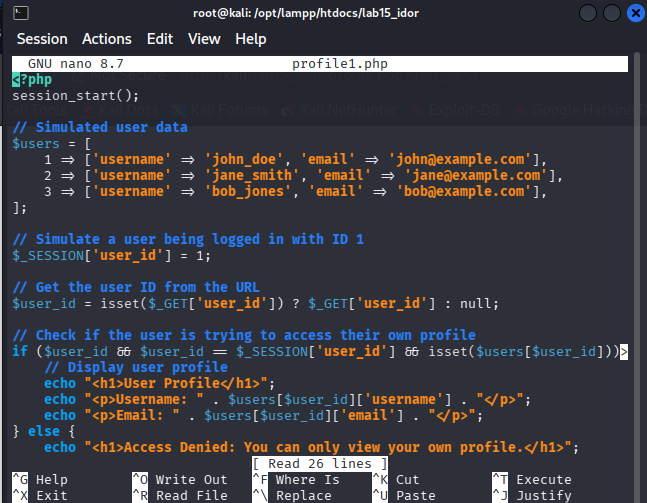 root@kali: /opt/lampp/htdocs/lab15_idor
Session Actions Edit View Help
GNU nano 8.7 profile1.php
<?php
session_start();
// Simulated user data
$users = [
1 => ['username' => 'john_doe', 'email' => 'john@example.com'],
2 => ['username' => 'jane_smith', 'email' => 'jane@example.com'],
3 => ['username' => 'bob_jones', 'email' => 'bob@example.com'],
];
// Simulate a user being logged in with ID 1
$_SESSION['user_id'] = 1;
// Get the user ID from the URL
$user_id = isset($_GET['user_id']) ? $_GET['user_id'] : null;
// Check if the user is trying to access their own profile
if ($user_id && $user_id == $_SESSION['user_id'] && isset($users[$user_id]))>
// Display user profile
echo "<h1>User Profile</h1>";
echo "<p>Username: " . $users[$user_id]['username'] . "</p>";
echo "<p>Email: " . $users[$user_id]['email'] . "</p>";
} else {
echo "<h1>Access Denied: You can only view your own profile.</h1>";
[ Read 26 lines ]
^G Help ^O Write Out ^F Where Is ^K Cut ^T Execute
^X Exit ^R Read File ^\ Replace ^U Paste ^J Justify